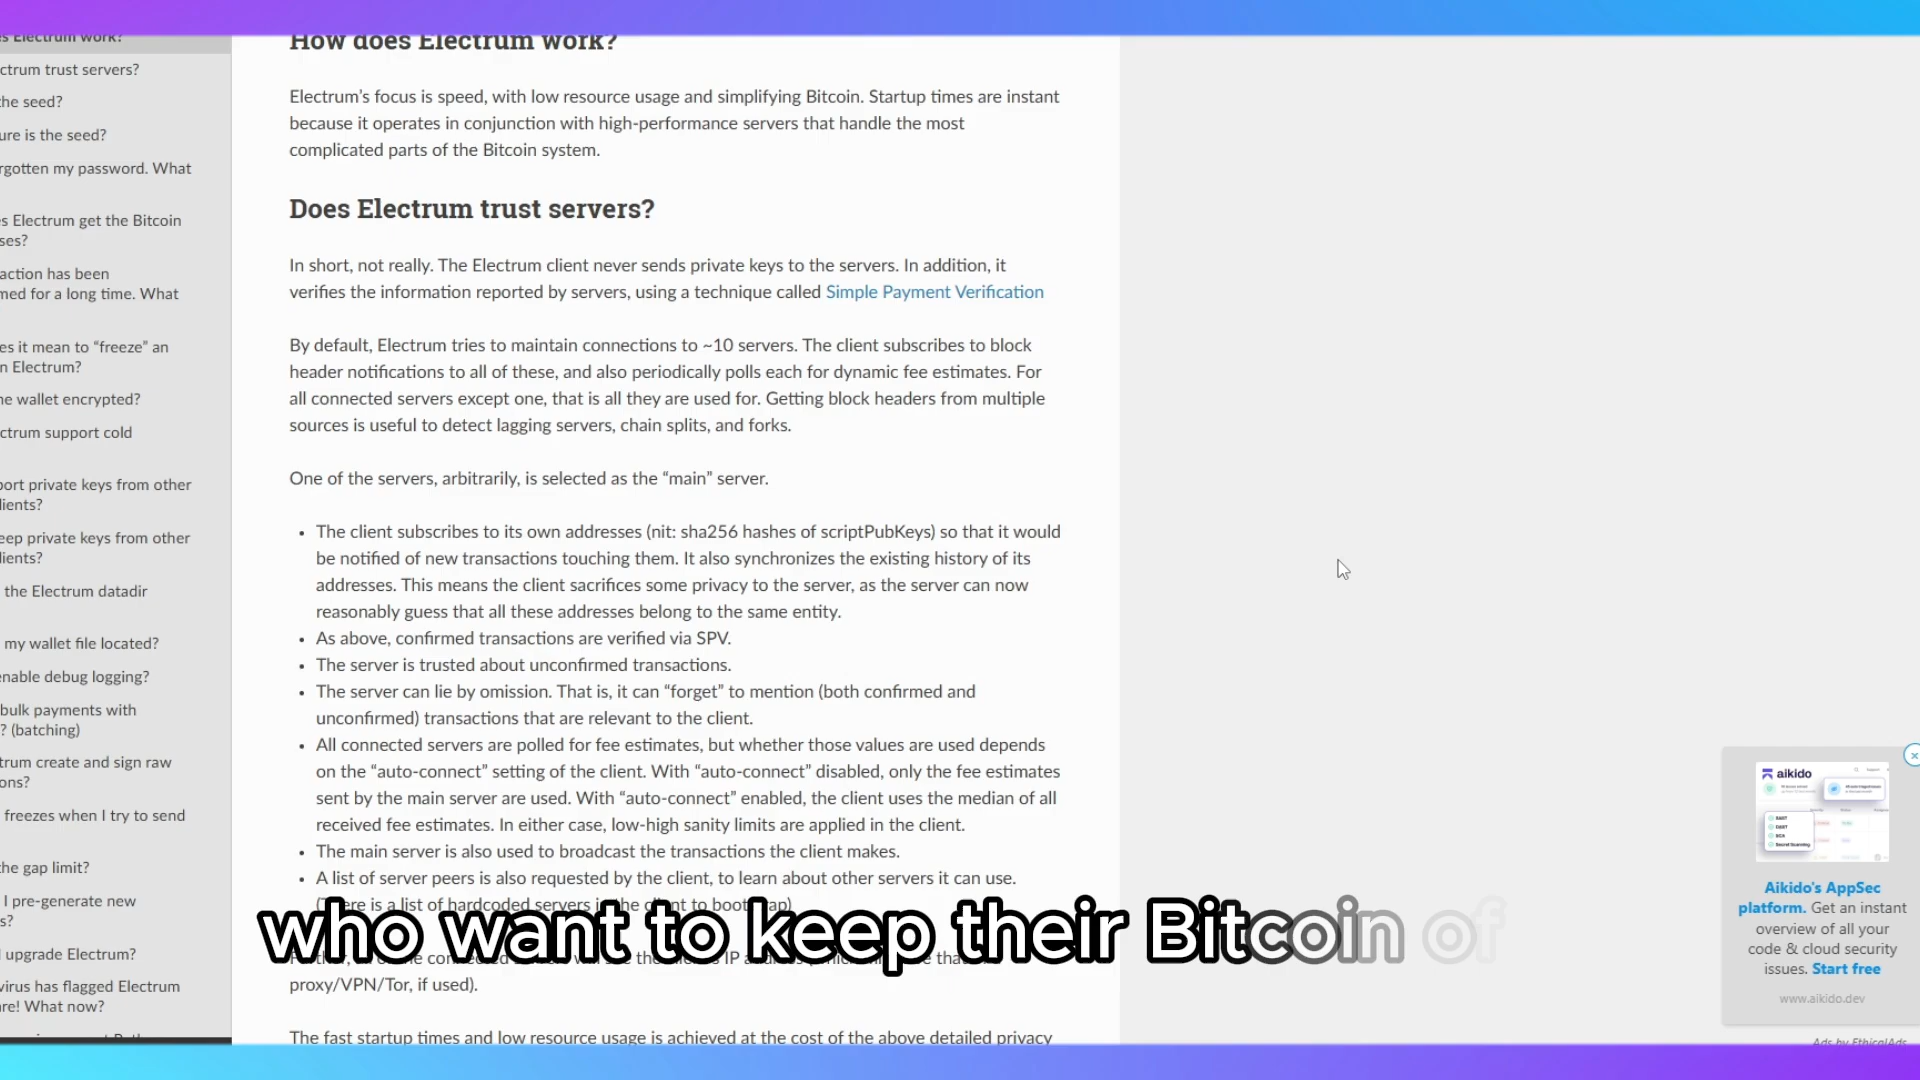 s Electrum work?
ctrum trust servers?
he seed?
ure is the seed?
rgotten my password. What
s Electrum get the Bitcoin
ses?
action has been
med for a long time. What
es it mean to “freeze” an
n Electrum?
he wallet encrypted?
ctrum support cold
port private keys from other
lients?
eep private keys from other
lients?
the Electrum datadir
my wallet file located?
enable debug logging?
bulk payments with
? (batching)
trum create and sign raw
ons?
freezes when I try to send
the gap limit?
I pre-generate new
s?
I upgrade Electrum?
virus has flagged Electrum
re! What now?
How does Electrum work?
Electrum’s focus is speed, with low resource usage and simplifying Bitcoin. Startup times are instant
because it operates in conjunction with high-performance servers that handle the most
complicated parts of the Bitcoin system.
Does Electrum trust servers?
In short, not really. The Electrum client never sends private keys to the servers. In addition, it
verifies the information reported by servers, using a technique called Simple Payment Verification
By default, Electrum tries to maintain connections to ~10 servers. The client subscribes to block
header notifications to all of these, and also periodically polls each for dynamic fee estimates. For
all connected servers except one, that is all they are used for. Getting block headers from multiple
sources is useful to detect lagging servers, chain splits, and forks.
One of the servers, arbitrarily, is selected as the “main” server.
• The client subscribes to its own addresses (nit: sha256 hashes of scriptPubKeys) so that it would
be notified of new transactions touching them. It also synchronizes the existing history of its
addresses. This means the client sacrifices some privacy to the server, as the server can now
reasonably guess that all these addresses belong to the same entity.
• As above, confirmed transactions are verified via SPV.
• The server is trusted about unconfirmed transactions.
• The server can lie by omission. That is, it can “forget” to mention (both confirmed and
unconfirmed) transactions that are relevant to the client.
• All connected servers are polled for fee estimates, but whether those values are used depends
on the “auto-connect” setting of the client. With “auto-connect” disabled, only the fee estimates
sent by the main server are used. With “auto-connect” enabled, the client uses the median of all
received fee estimates. In either case, low-high sanity limits are applied in the client.
• The main server is also used to broadcast the transactions the client makes.
• A list of server peers is also requested by the client, to learn about other servers it can use.
(There is a list of hardcoded servers in the client to bootstrap)
who want to keep their Bitcoin of
proxy/VPN/Tor, if used).
The fast startup times and low resource usage is achieved at the cost of the above detailed privacy
aikido
Aikido's AppSec
platform. Get an instant
overview of all your
code & cloud security
issues. Start free
www.aikido.dev
Ads by EthicalAds